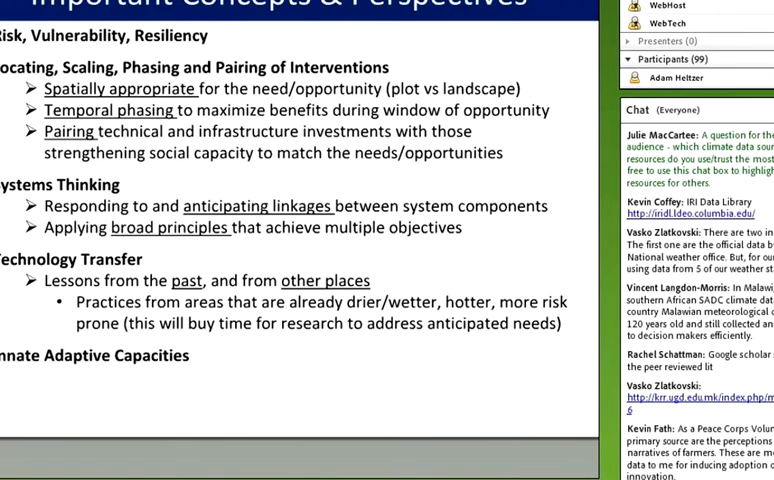 Important Concepts & Perspectives
Risk, Vulnerability, Resiliency
Locating, Scaling, Phasing and Pairing of Interventions
➢ Spatially appropriate for the need/opportunity (plot vs landscape)
➢ Temporal phasing to maximize benefits during window of opportunity
➢ Pairing technical and infrastructure investments with those
strengthening social capacity to match the needs/opportunities
Systems Thinking
➢ Responding to and anticipating linkages between system components
➢ Applying broad principles that achieve multiple objectives
Technology Transfer
➢ Lessons from the past, and from other places
• Practices from areas that are already drier/wetter, hotter, more risk
prone (this will buy time for research to address anticipated needs)
Innate Adaptive Capacities
WebHost
WebTech
Presenters (0)
Participants (99)
Adam Heltzer
Chat (Everyone)
Julie MacCartee: A question for the
audience - which climate data sour
resources do you use/trust the most
free to use this chat box to highligh
resources for others.
Kevin Coffey: IRI Data Library
http://iridl.ldeo.columbia.edu/
Vasko Zlatkovski: There are two in
The first one are the official data by
National weather office. But, for our
using data from 5 of our weather sta
Vincent Langdon-Morris: In Malawi
southern African SADC climate data
country Malawian meteorological d
120 years old and still collected an
to decision makers efficiently.
Rachel Schattman: Google scholar
the peer reviewed lit
Vasko Zlatkovski:
http://krr.ugd.edu.mk/index.php/m
6
Kevin Fath: As a Peace Corps Volun
primary source are the perceptions
narratives of farmers. These are mo
data to me for inducing adoption o
innovation.